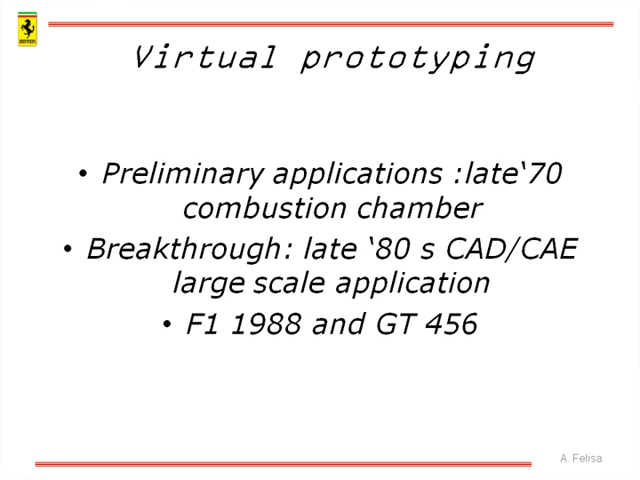 Virtual prototyping
• Preliminary applications :late‘70
combustion chamber
• Breakthrough: late ‘80 s CAD/CAE
large scale application
• F1 1988 and GT 456
A. Felisa